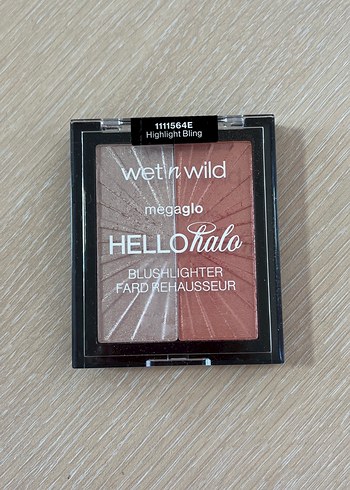 1111564E
Highlight Bling
wet n wild
megaglo
HELLO halo
BLUSHLIGHTER
FARD REHAUSSEUR